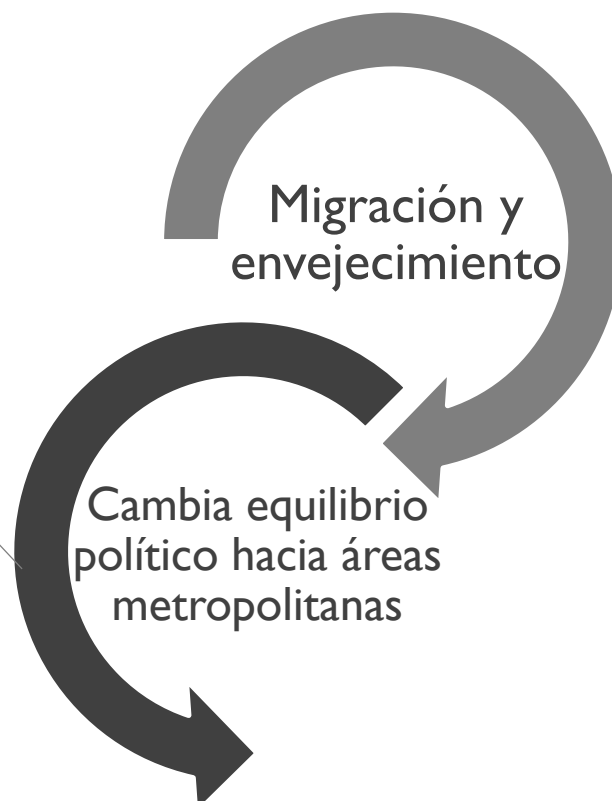 Migración y
envejecimiento
Cambia equilibrio
político hacia áreas
metropolitanas